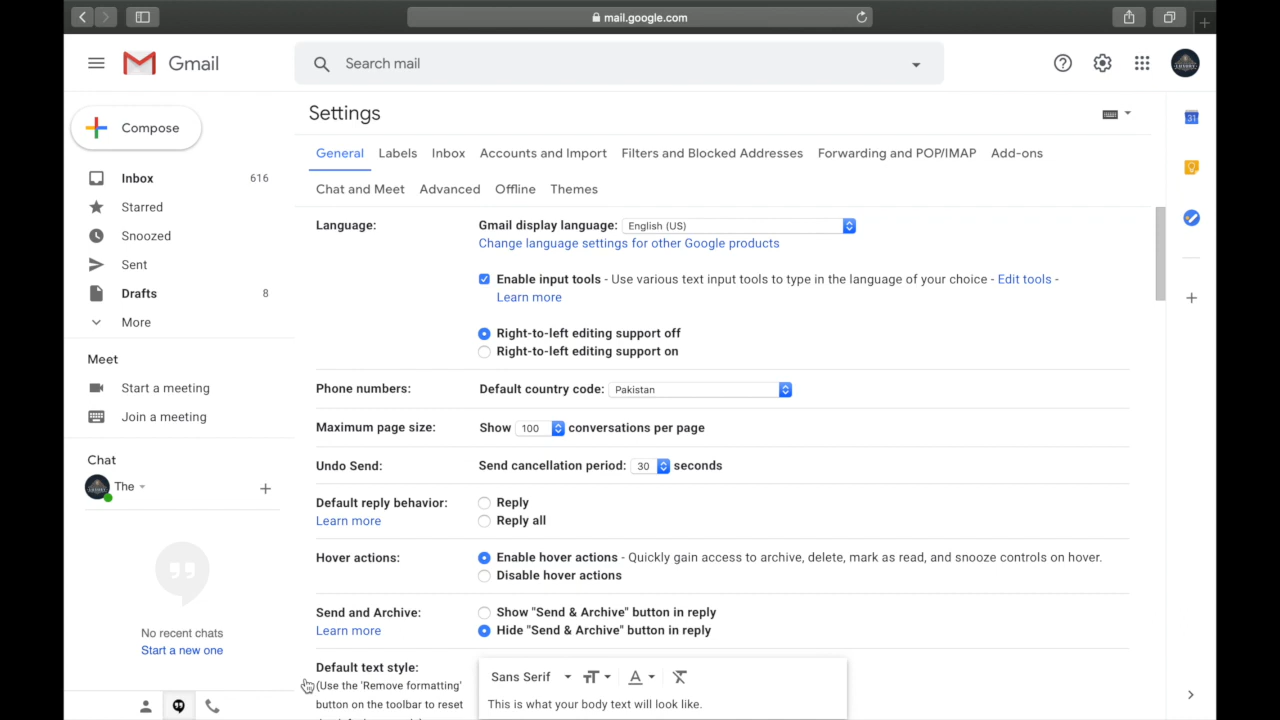 mail.google.com
Gmail
Search mail
Compose
Inbox 616
Starred
Snoozed
Sent
Drafts 8
More
Meet
Start a meeting
Join a meeting
Chat
The
No recent chats
Start a new one
Settings
General Labels Inbox Accounts and Import Filters and Blocked Addresses Forwarding and POP/IMAP Add-ons
Chat and Meet Advanced Offline Themes
Language: Gmail display language: English (US)
Change language settings for other Google products
Enable input tools - Use various text input tools to type in the language of your choice - Edit tools -
Learn more
Right-to-left editing support off
Right-to-left editing support on
Phone numbers: Default country code: Pakistan
Maximum page size: Show 100 conversations per page
Undo Send: Send cancellation period: 30 seconds
Default reply behavior: Reply
Learn more Reply all
Hover actions: Enable hover actions - Quickly gain access to archive, delete, mark as read, and snooze controls on hover.
Disable hover actions
Send and Archive: Show "Send & Archive" button in reply
Learn more Hide "Send & Archive" button in reply
Default text style: Sans Serif
(Use the 'Remove formatting'
button on the toolbar to reset This is what your body text will look like.
31